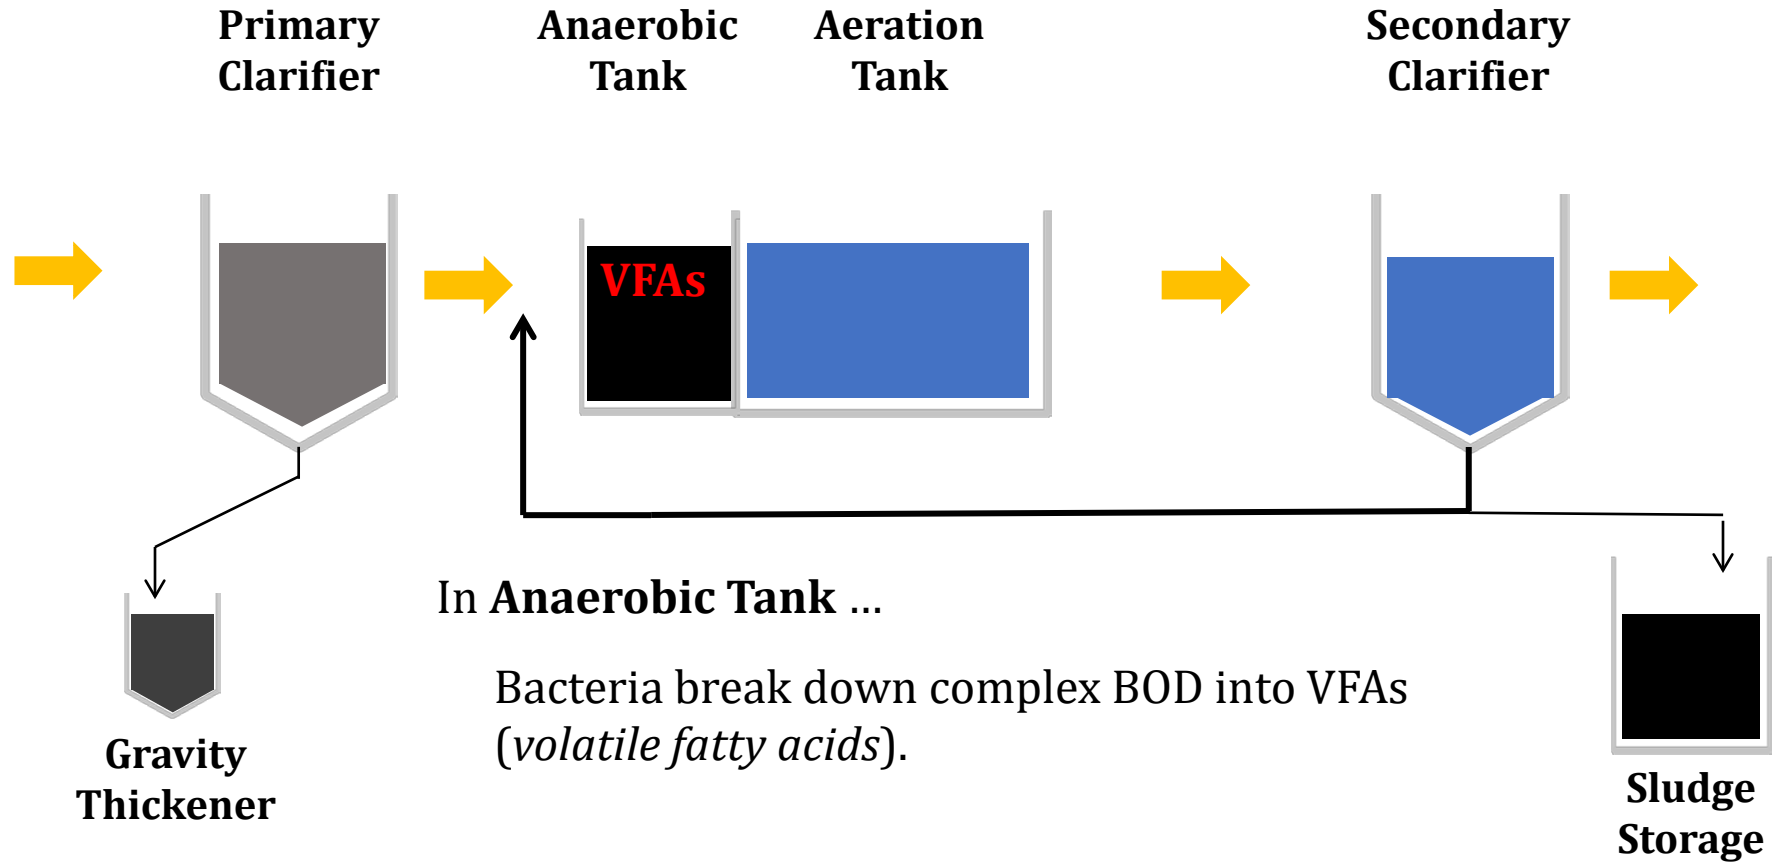 Primary
Clarifier
Anaerobic
Tank
Aeration
Tank
Secondary
Clarifier
VFAs
In Anaerobic Tank ...
Bacteria break down complex BOD into VFAs
(volatile fatty acids).
Gravity
Thickener
Sludge
Storage